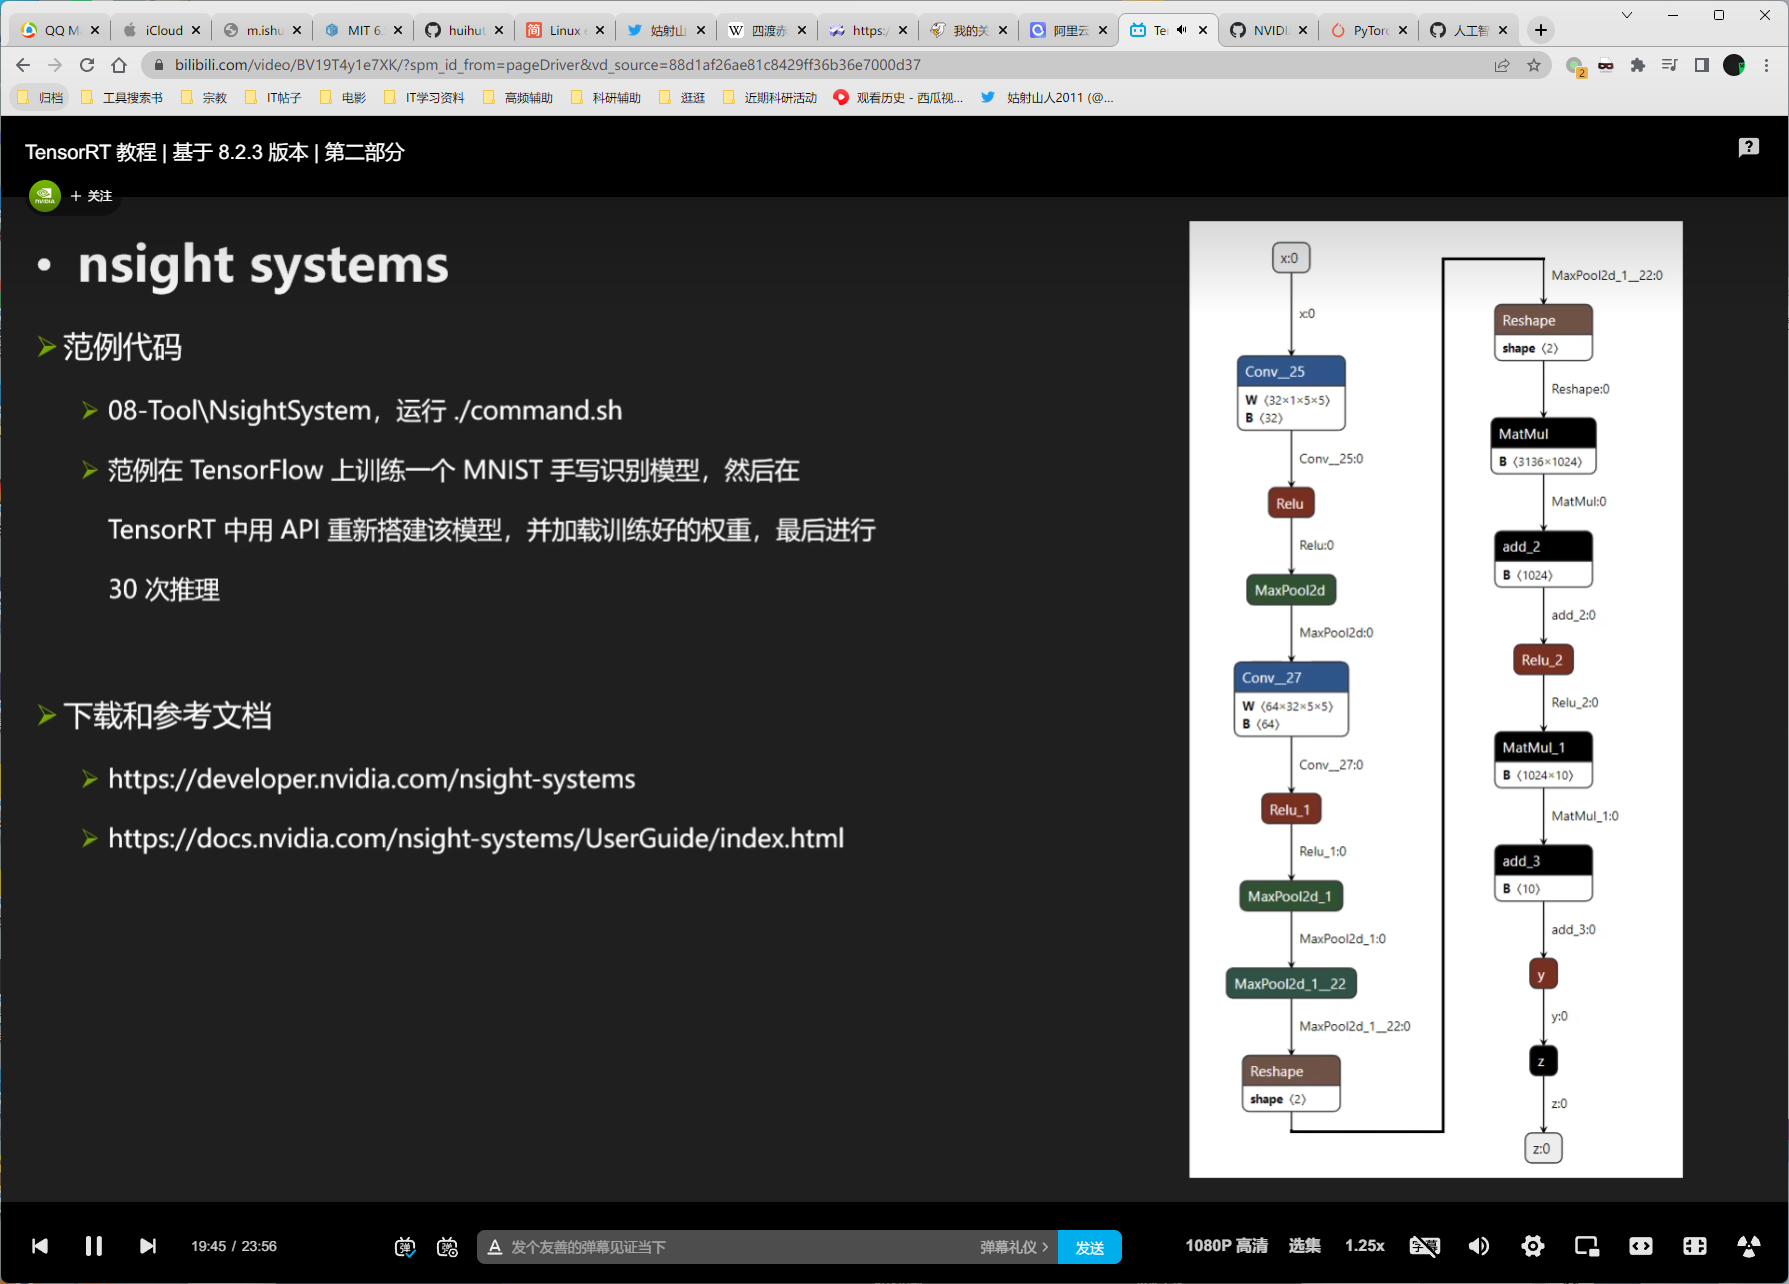 QQ M
iCloud
m.ishu
MIT 6.
huihut
简
Linux
姑射山
W
四渡赤
https:/
我的关
阿里云
Te
NVIDI
PyTorc
人工智
bilibili.com/video/BV19T4y1e7XK/?spm_id_from=pageDriver&vd_source=88d1af26ae81c8429ff36b36e7000d37
2
归档
工具搜索书
宗教
IT帖子
电影
IT学习资料
高频辅助
科研辅助
逛逛
近期科研活动
观看历史 - 西瓜视...
姑射山人2011 (@...
TensorRT 教程 | 基于 8.2.3 版本 | 第二部分
NVIDIA
+ 关注
• nsight systems
范例代码
08-Tool\NsightSystem，运行 ./command.sh
范例在 TensorFlow 上训练一个 MNIST 手写识别模型，然后在
TensorRT 中用 API 重新搭建该模型，并加载训练好的权重，最后进行
30 次推理
下载和参考文档
https://developer.nvidia.com/nsight-systems
https://docs.nvidia.com/nsight-systems/UserGuide/index.html
x:0
x:0
Conv__25
W ⟨32×1×5×5⟩
B ⟨32⟩
Conv__25:0
Relu
Relu:0
MaxPool2d
MaxPool2d:0
Conv__27
W ⟨64×32×5×5⟩
B ⟨64⟩
Conv__27:0
Relu_1
Relu_1:0
MaxPool2d_1
MaxPool2d_1:0
MaxPool2d_1__22
MaxPool2d_1__22:0
Reshape
shape ⟨2⟩
MaxPool2d_1__22:0
Reshape
shape ⟨2⟩
Reshape:0
MatMul
B ⟨3136×1024⟩
MatMul:0
add_2
B ⟨1024⟩
add_2:0
Relu_2
Relu_2:0
MatMul_1
B ⟨1024×10⟩
MatMul_1:0
add_3
B ⟨10⟩
add_3:0
y
y:0
z
z:0
z:0
19:45 / 23:56
弹
弹
A
发个友善的弹幕见证当下
弹幕礼仪 >
发送
1080P 高清
选集
1.25x
字幕